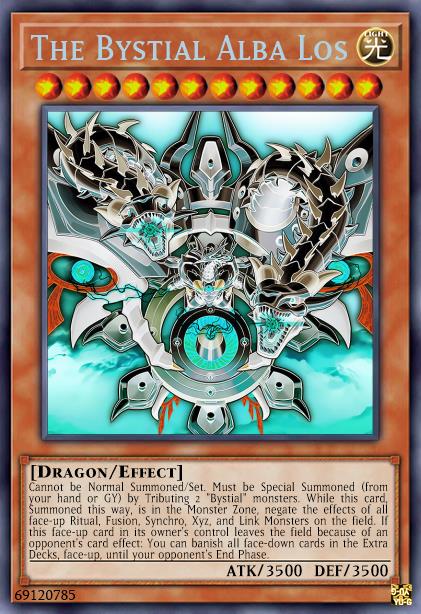 The Bystial Alba Los
LIGHT
光
[Dragon/Effect]
Cannot be Normal Summoned/Set. Must be Special Summoned (from
your hand or GY) by Tributing 2 "Bystial" monsters. While this card,
Summoned this way, is in the Monster Zone, negate the effects of all
face-up Ritual, Fusion, Synchro, Xyz, and Link Monsters on the field. If
this face-up card in its owner's control leaves the field because of an
opponent's card effect: You can banish all face-down cards in the Extra
Decks, face-up, until your opponent's End Phase.
ATK/3500 DEF/3500
69120785